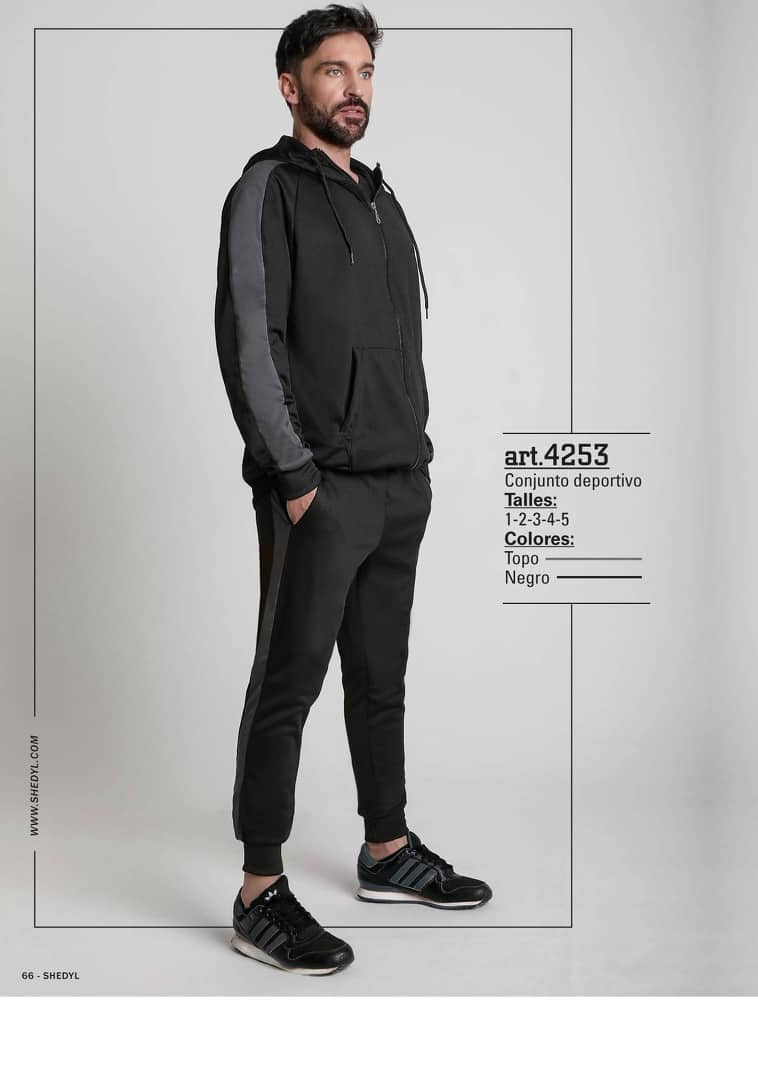 art.4253
Conjunto deportivo
Talles:
1-2-3-4-5
Colores:
Topo
Negro
WWW.SHEDYL.COM
66 - SHEDYL